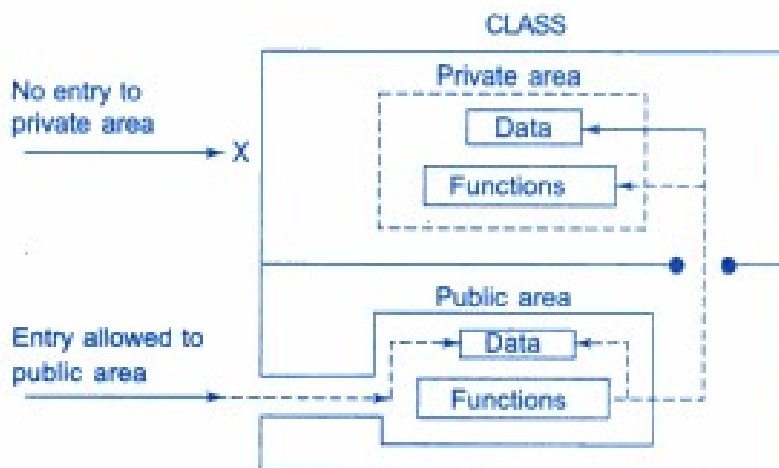 CLASS
Private area
No entry to
private area
X
Data
Functions
Public area
Entry allowed to
public area
Data
Functions